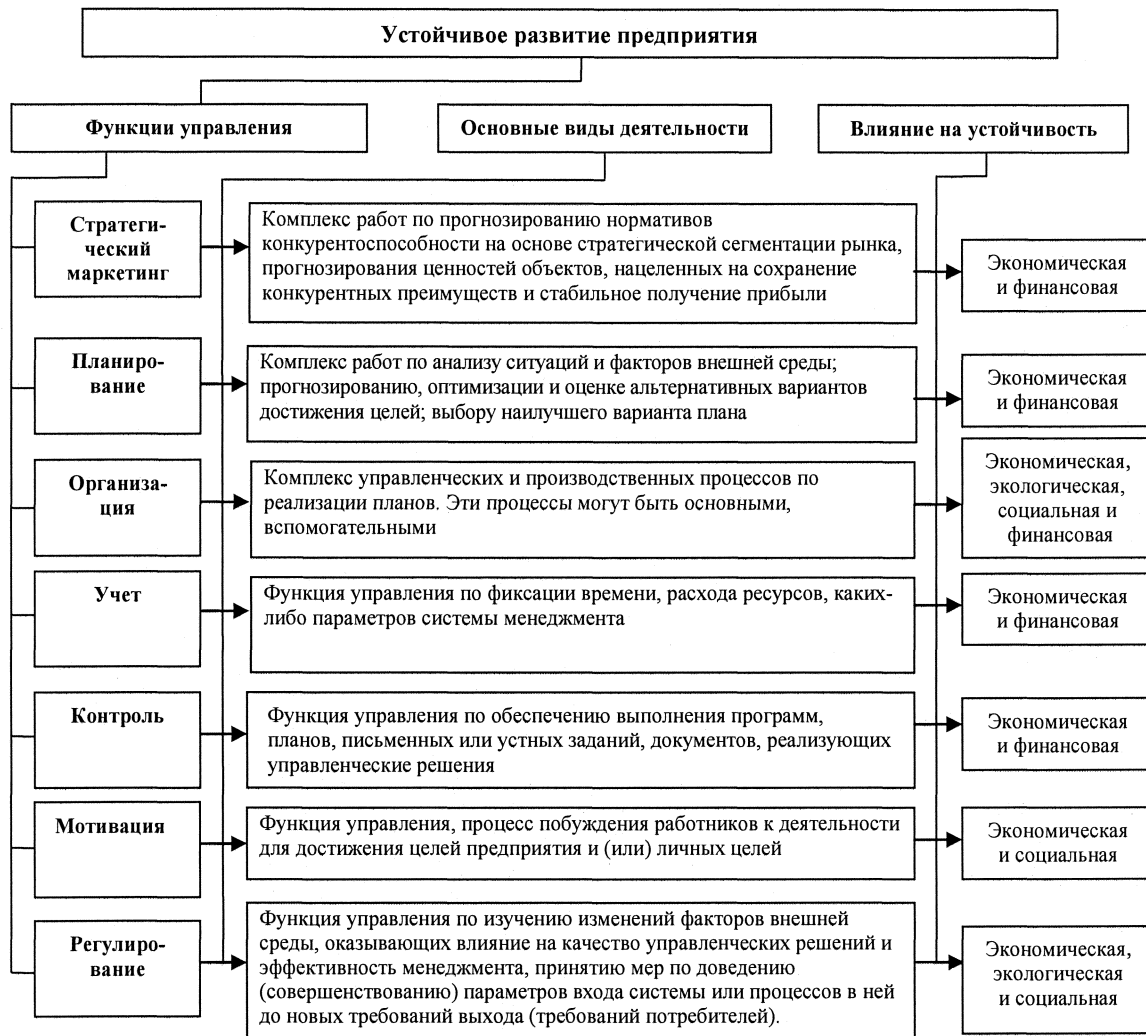 Устойчивое развитие предприятия
Функции управления
Основные виды деятельности
Влияние на устойчивость
Стратеги-
ческий
маркетинг
Комплекс работ по прогнозированию нормативов
конкурентоспособности на основе стратегической сегментации рынка,
прогнозирования ценностей объектов, нацеленных на сохранение
конкурентных преимуществ и стабильное получение прибыли
Экономическая
и финансовая
Планиро-
вание
Комплекс работ по анализу ситуаций и факторов внешней среды;
прогнозированию, оптимизации и оценке альтернативных вариантов
достижения целей; выбору наилучшего варианта плана
Экономическая
и финансовая
Организа-
ция
Комплекс управленческих и производственных процессов по
реализации планов. Эти процессы могут быть основными,
вспомогательными
Экономическая,
экологическая,
социальная и
финансовая
Учет
Функция управления по фиксации времени, расхода ресурсов, каких-
либо параметров системы менеджмента
Экономическая
и финансовая
Контроль
Функция управления по обеспечению выполнения программ,
планов, письменных или устных заданий, документов, реализующих
управленческие решения
Экономическая
и финансовая
Мотивация
Функция управления, процесс побуждения работников к деятельности
для достижения целей предприятия и (или) личных целей
Экономическая
и социальная
Регулиро-
вание
Функция управления по изучению изменений факторов внешней
среды, оказывающих влияние на качество управленческих решений и
эффективность менеджмента, принятию мер по доведению
(совершенствованию) параметров входа системы или процессов в ней
до новых требований выхода (требований потребителей).
Экономическая,
экологическая
и социальная